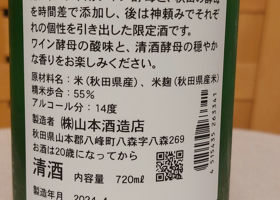 を時間差で添加し、後は神頼みでそれぞ
れの個性を引き出した限定酒です。
ワイン酵母の酸味と、清酒酵母の穏やか
な香りをお楽しみください。
原材料：米（秋田県産）、米麹（秋田県産米）
精米歩合：55%
アルコール分：14度
製造者 ㈱山本酒造店
秋田県山本郡八峰町八森字八森269
お酒は20歳になってから
清酒 内容量 720ml
製造年月 2024.4
4 515435 263341